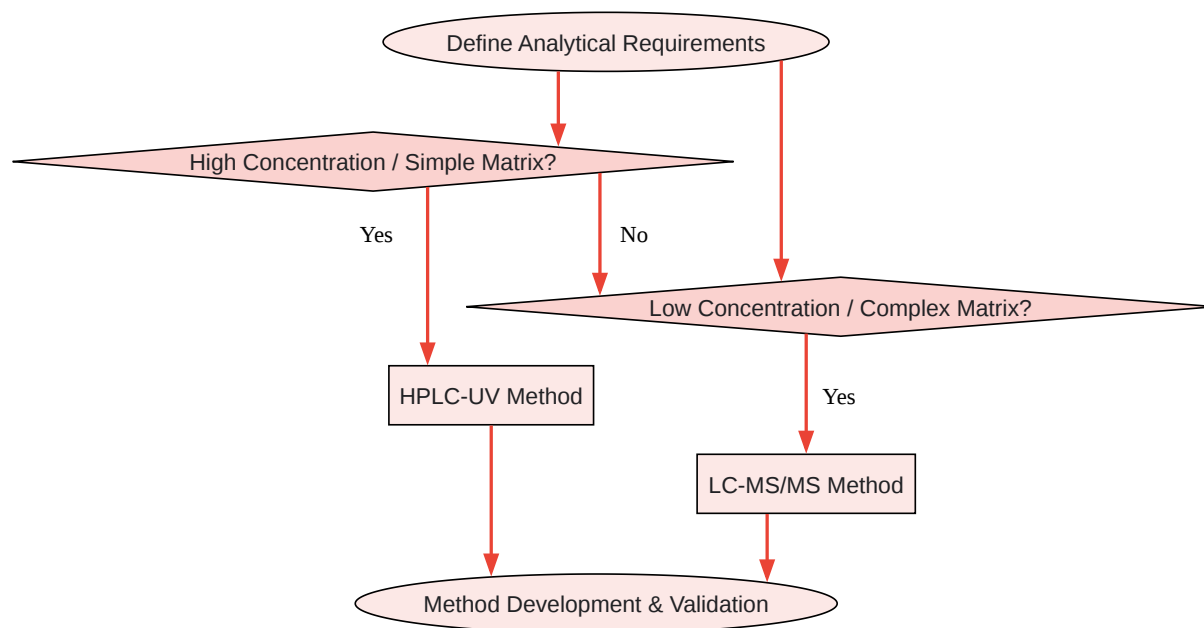 Define Analytical Requirements
High Concentration / Simple Matrix?
Yes
No
Low Concentration / Complex Matrix?
HPLC-UV Method
Yes
LC-MS/MS Method
Method Development & Validation